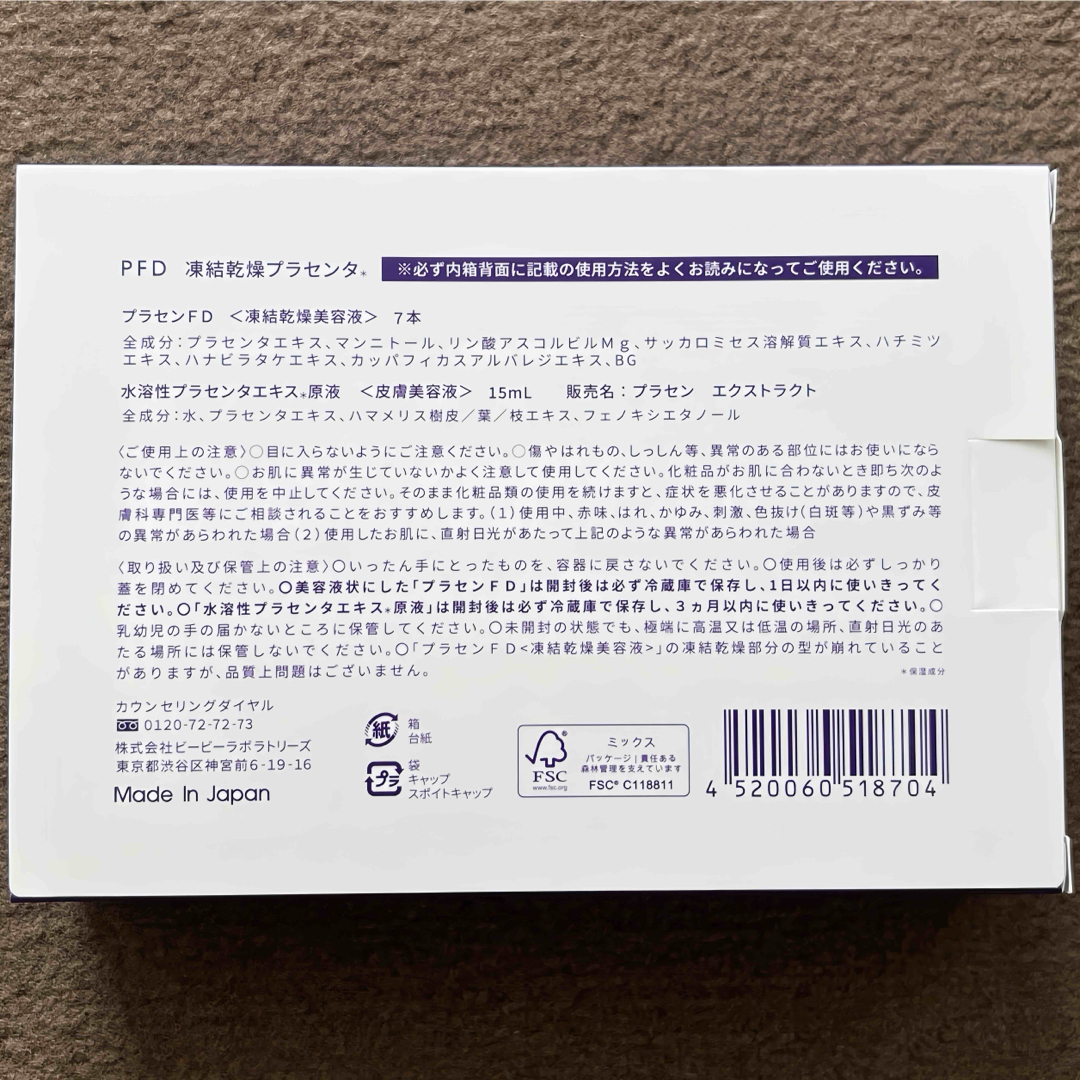 PFD 凍結乾燥プラセンタ*
※必ず内箱背面に記載の使用方法をよくお読みになってご使用ください。
プラセンFD <凍結乾燥美容液> 7本
全成分:プラセンタエキス、マンニトール、リン酸アスコルビルMg、サッカロミセス溶解質エキス、ハチミツ
エキス、ハナビラタケエキス、カッパフィカスアルバレジエキス、BG
水溶性プラセンタエキス*原液 <皮膚美容液> 15mL 販売名:プラセン エクストラクト
全成分:水、プラセンタエキス、ハマメリス樹皮/葉/枝エキス、フェノキシエタノール
〈ご使用上の注意〉○目に入らないようにご注意ください。○傷やはれもの、しっしん等、異常のある部位にはお使いになら
ないでください。○お肌に異常が生じていないかよく注意して使用してください。化粧品がお肌に合わないとき即ち次のよ
うな場合には、使用を中止してください。そのまま化粧品類の使用を続けますと、症状を悪化させることがありますので、皮
膚科専門医等にご相談されることをおすすめします。(1)使用中、赤味、はれ、かゆみ、刺激、色抜け(白斑等)や黒ずみ等
の異常があらわれた場合(2)使用したお肌に、直射日光があたって上記のような異常があらわれた場合
〈取り扱い及び保管上の注意〉○いったん手にとったものを、容器に戻さないでください。○使用後は必ずしっかり
蓋を閉めてください。○美容液状にした「プラセンFD」は開封後は必ず冷蔵庫で保存し、1日以内に使いきってく
ださい。○「水溶性プラセンタエキス*原液」は開封後は必ず冷蔵庫で保存し、3ヵ月以内に使いきってください。○
乳幼児の手の届かないところに保管してください。○未開封の状態でも、極端に高温又は低温の場所、直射日光のあ
たる場所には保管しないでください。○「プラセンFD<凍結乾燥美容液>」の凍結乾燥部分の型が崩れていること
がありますが、品質上問題はございません。
*保湿成分
カウンセリングダイヤル
0120-72-72-73
株式会社ビービーラボラトリーズ
東京都渋谷区神宮前6-19-16
Made In Japan
紙
箱
台紙
プラ
袋
キャップ
スポイトキャップ
FSC
www.fsc.org
ミックス
パッケージ|責任ある
森林管理を支えています
FSC® C118811
4 520060 518704